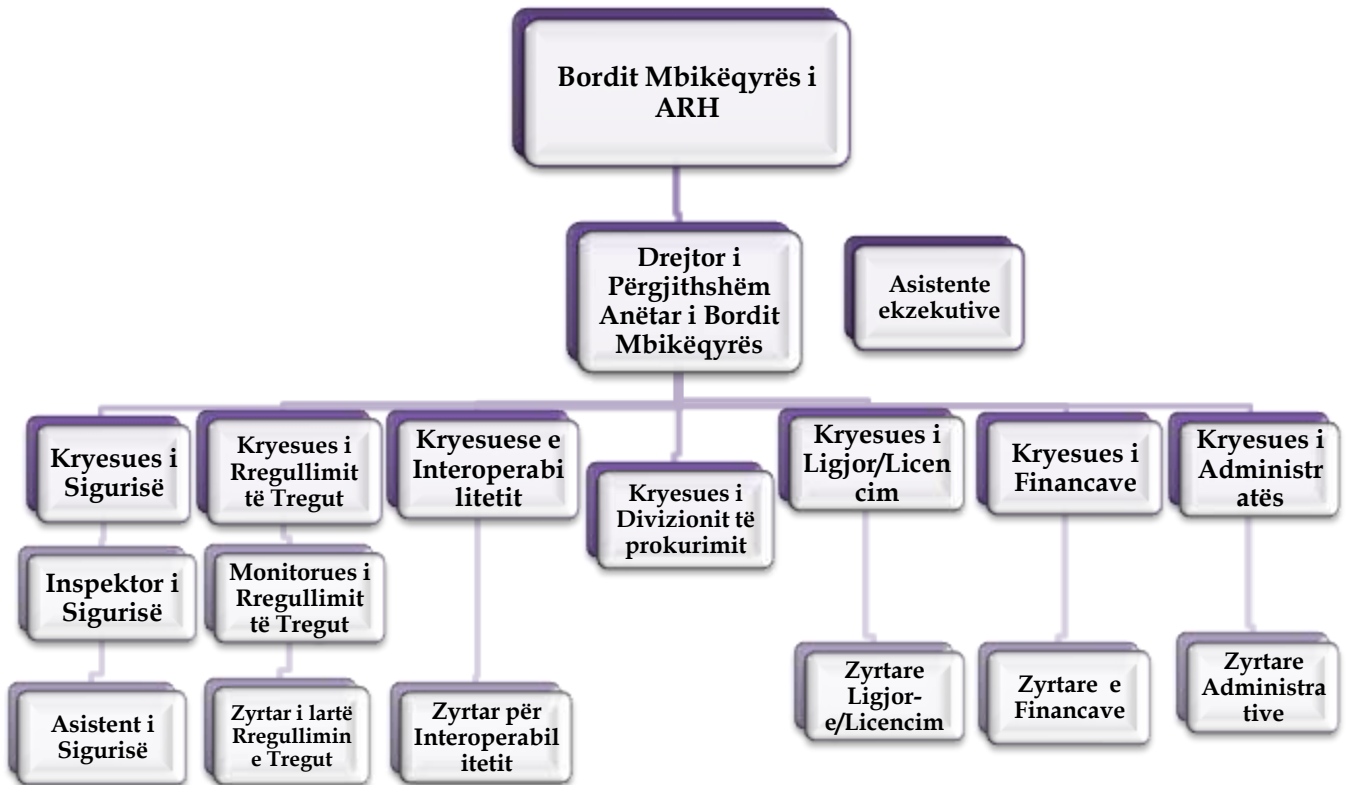 Bordit Mbikëqyrës i
ARH
Drejtor i
Përgjithshëm
Anëtar i Bordit
Mbikëqyrës
Asistente
ekzekutive
Kryesues i
Sigurisë
Kryesues i
Rregullimit
të Tregut
Kryesuese e
Interoperabi
litetit
Kryesues i
Divizionit të
prokurimit
Kryesues i
Ligjor/Licen
cim
Kryesues i
Financave
Kryesues i
Administr
atës
Inspektor i
Sigurisë
Monitorues i
Rregullimit
të Tregut
Asistent i
Sigurisë
Zyrtar i lartë
Rregullimin
e Tregut
Zyrtar për
Interoperabil
itetit
Zyrtare
Ligjor-
e/Licencim
Zyrtare e
Financave
Zyrtare
Administra
tive